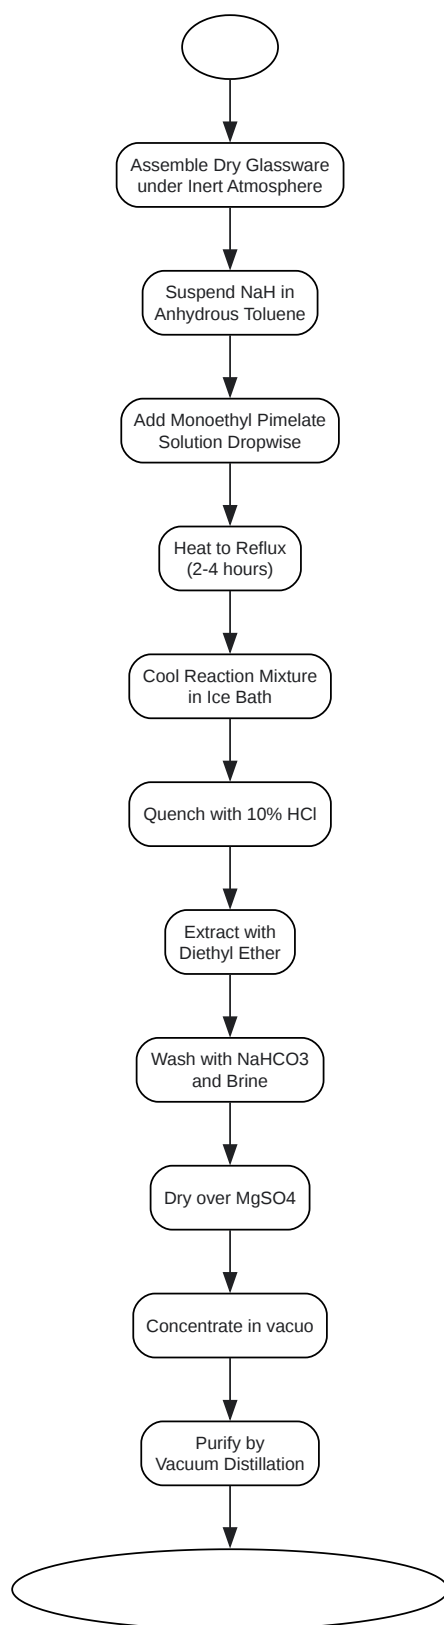 Assemble Dry Glassware
under Inert Atmosphere
Suspend NaH in
Anhydrous Toluene
Add Monoethyl Pimelate
Solution Dropwise
Heat to Reflux
(2-4 hours)
Cool Reaction Mixture
in Ice Bath
Quench with 10% HCl
Extract with
Diethyl Ether
Wash with NaHCO3
and Brine
Dry over MgSO4
Concentrate in vacuo
Purify by
Vacuum Distillation